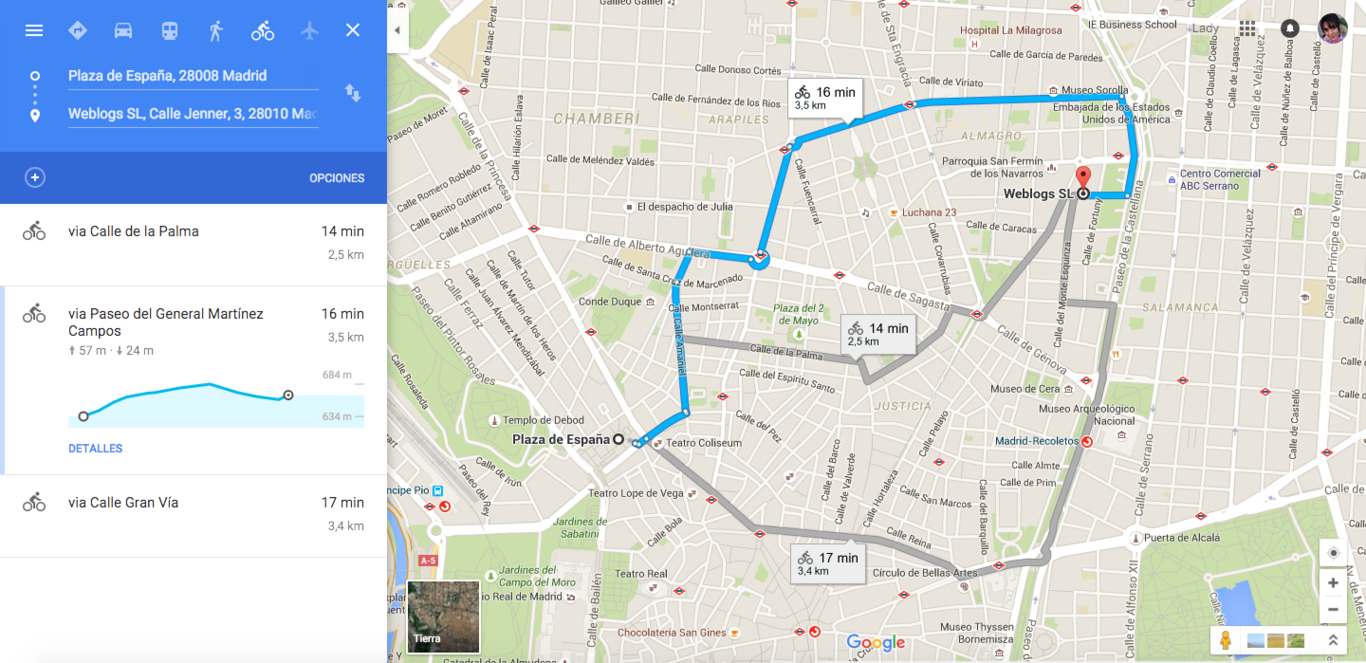 Plaza de España, 28008 Madrid
Weblogs SL, Calle Jenner, 3, 28010 Mad
OPCIONES
via Calle de la Palma
14 min
2,5 km
via Paseo del General Martínez
Campos
16 min
3,5 km
57 m · 24 m
684 m
634 m
DETALLES
via Calle Gran Vía
17 min
3,4 km
Galileo Galilei
Calle de Isaac Peral
Calle de Sta Engracia
Hospital La Milagrosa
H
IE Business School
Lady
Calle de García de Paredes
Calle Donoso Cortés
Calle de Viriato
Calle de Fernández de los Ríos
16 min
3,5 km
Museo Sorolla
Embajada de los Estados
Unidos de América
Calle de Claudio Coello
Calle de Lagasca
Calle de Velázquez
Calle de Núñez de Balboa
Calle de Castelló
Paseo de Moret
Calle de Hilarión Eslava
Calle de la Princesa
CHAMBERÍ
ARAPILES
ALMAGRO
Calle de Meléndez Valdés
Parroquia San Fermín
de los Navarros
Centro Comercial
ABC Serrano
Calle Romero Robledo
Calle Benito Gutiérrez
Calle Altamirano
Weblogs SL
El despacho de Julia
Calle Fuencarral
Luchana 23
Calle de Caracas
Calle de Fortuny
Paseo de la Castellana
Calle de Alberto Aguilera
Calle de Santa Cruz de Marcenado
ARGÜELLES
Calle Tutor
Calle de Martín de los Heros
Calle Juan Álvarez Mendizábal
Calle Ferraz
Paseo del Pintor Rosales
Conde Duque
Calle Montserrat
Calle Amaniel
Plaza del 2
de Mayo
Calle Covarrubias
Calle de Sagasta
Calle del Monte Esquinza
SALAMANCA
Calle de Velázquez
Calle del Príncipe de Vergara
14 min
2,5 km
Calle de la Palma
Calle de Génova
Calle del Espíritu Santo
Museo de Cera
JUSTICIA
Museo Arqueológico
Nacional
Calle Rosaleda
Templo de Debod
Plaza de España
Teatro Coliseum
Calle del Pez
Calle Pelayo
Madrid-Recoletos
Calle de Serrano
Calle de Castelló
Calle de Irún
Paseo del Rey
Calle del Barco
Calle de Valverde
Calle Hortaleza
Calle Almte.
Calle de Prim
Teatro Lope de Vega
Calle San Marcos
Calle del Barquillo
Calle de
Jardines de
Sabatini
Calle Bola
Calle Reina
Puerta de Alcalá
A-5
17 min
3,4 km
Círculo de Bellas Artes
Jardines del
Campo del Moro
Teatro Real
Calle de Bailén
Calle de Alfonso XII
Av. de Menén
Tierra
Chocolatería San Ginés
Google
Museo Thyssen
Bornemisza
Catedral de la Almudena